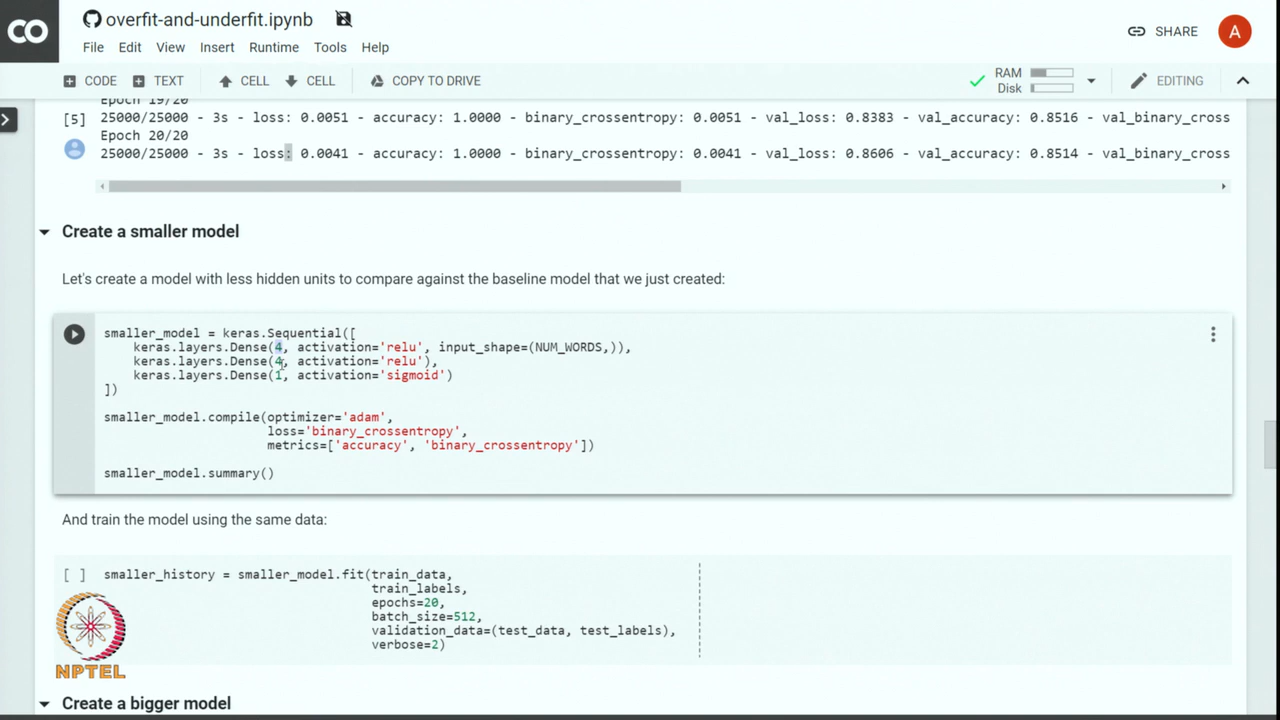 CO
overfit-and-underfit.ipynb
SHARE
A
File Edit View Insert Runtime Tools Help
CODE TEXT CELL CELL COPY TO DRIVE
RAM
Disk
EDITING
Epoch 19/20
[5] 25000/25000 - 3s - loss: 0.0051 - accuracy: 1.0000 - binary_crossentropy: 0.0051 - val_loss: 0.8383 - val_accuracy: 0.8516 - val_binary_cross
Epoch 20/20
25000/25000 - 3s - loss: 0.0041 - accuracy: 1.0000 - binary_crossentropy: 0.0041 - val_loss: 0.8606 - val_accuracy: 0.8514 - val_binary_cross
Create a smaller model
Let's create a model with less hidden units to compare against the baseline model that we just created:
smaller_model = keras.Sequential([
keras.layers.Dense(4, activation='relu', input_shape=(NUM_WORDS,)),
keras.layers.Dense(4, activation='relu'),
keras.layers.Dense(1, activation='sigmoid')
])
smaller_model.compile(optimizer='adam',
loss='binary_crossentropy',
metrics=['accuracy', 'binary_crossentropy'])
smaller_model.summary()
And train the model using the same data:
[ ] smaller_history = smaller_model.fit(train_data,
train_labels,
epochs=20,
batch_size=512,
validation_data=(test_data, test_labels),
verbose=2)
NPTEL
Create a bigger model